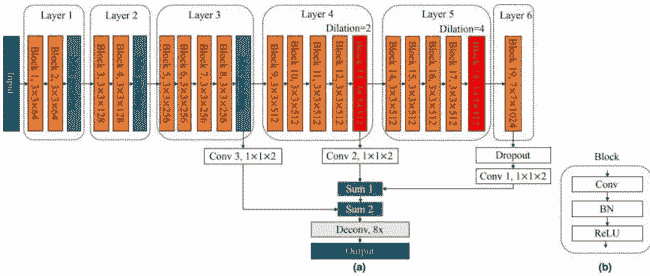 Layer 1
Layer 2
Layer 3
Layer 4
Layer 5
Layer 6
Dilation=2
Dilation=4
Input
Block 1, 3×3×64
Block 2, 3×3×64
Block 3, 3×3×128
Block 4, 3×3×128
Block 5, 3×3×256
Block 6, 3×3×256
Block 7, 3×3×256
Block 8, 3×3×256
Block 9, 3×3×512
Block 10, 3×3×512
Block 11, 3×3×512
Block 12, 3×3×512
Block 14, 3×3×512
Block 15, 3×3×512
Block 16, 3×3×512
Block 17, 3×3×512
Block 19, 7×7×1024
Conv 3, 1×1×2
Conv 2, 1×1×2
Dropout
Conv 1, 1×1×2
Sum 1
Sum 2
Deconv, 8x
Output
(a)
Block
Conv
BN
ReLU
(b)